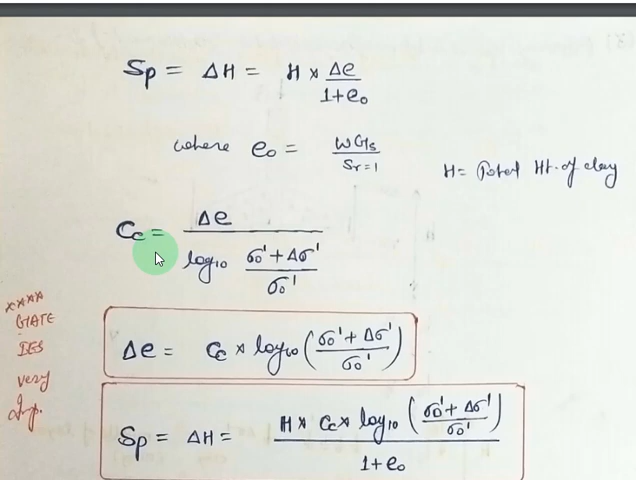 Sp = ΔH = H × Δe / 1+e₀
where e₀ = wGs / Sr=1
H = Total Ht. of clay
Cc = Δe / log₁₀ σ₀' + Δσ' / σ₀'
xxxx
GATE
IES
very
Imp.
Δe = Cc × log₁₀ (σ₀' + Δσ' / σ₀')
Sp = ΔH = H × Cc × log₁₀ (σ₀' + Δσ' / σ₀') / 1+e₀